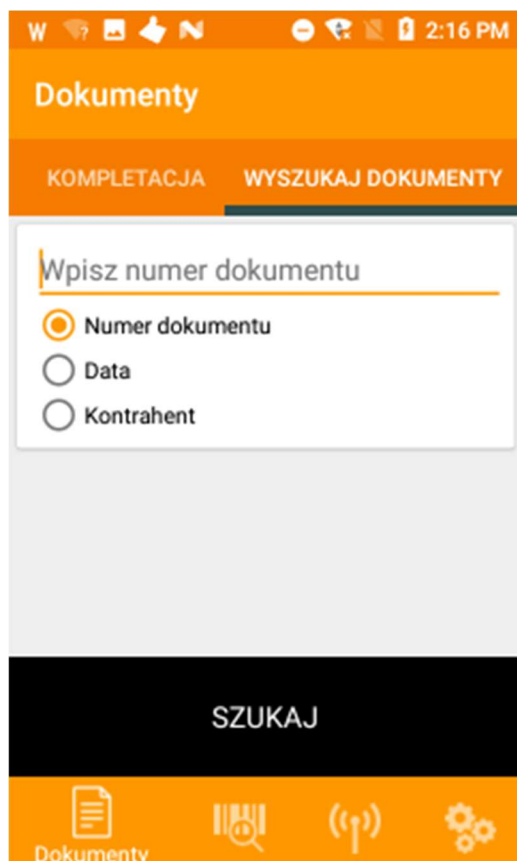 2:16 PM
Dokumenty
KOMPLETACJA WYSZUKAJ DOKUMENTY
Wpisz numer dokumentu
Numer dokumentu
Data
Kontrahent
SZUKAJ
Dokumenty